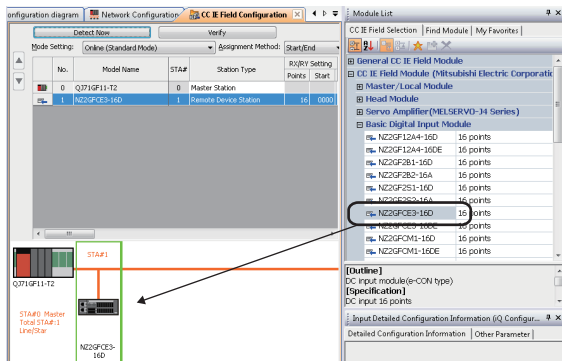 onfiguration diagram
Network Configuration
CC IE Field Configuration
Detect Now
Verify
Mode Setting:
Online (Standard Mode)
Assignment Method:
Start/End
No.
Model Name
STA#
Station Type
RX/RY Setting
Points
Start
0
QJ71GF11-T2
0
Master Station
1
NZ2GFCE3-16D
1
Remote Device Station
16
0000
STA#1
QJ71GF11-T2
STA#0 Master
Total STA#:1
Line/Star
NZ2GFCE3-
16D
Module List
CC IE Field Selection
Find Module
My Favorites
General CC IE Field Module
CC IE Field Module (Mitsubishi Electric Corporatic
Master/Local Module
Head Module
Servo Amplifier(MELSERVO-J4 Series)
Basic Digital Input Module
NZ2GF12A4-16D
16 points
NZ2GF12A4-16DE
16 points
NZ2GF2B1-16D
16 points
NZ2GF2B2-16A
16 points
NZ2GF2S1-16D
16 points
NZ2GF2S2-16A
16 points
NZ2GFCE3-16D
16 points
NZ2GFCE3-16DE
16 points
NZ2GFCM1-16D
16 points
NZ2GFCM1-16DE
16 points
[Outline]
DC input module(e-CON type)
[Specification]
DC input 16 points
Input Detailed Configuration Information (iQ Configur...
Detailed Configuration Information
Other Parameter